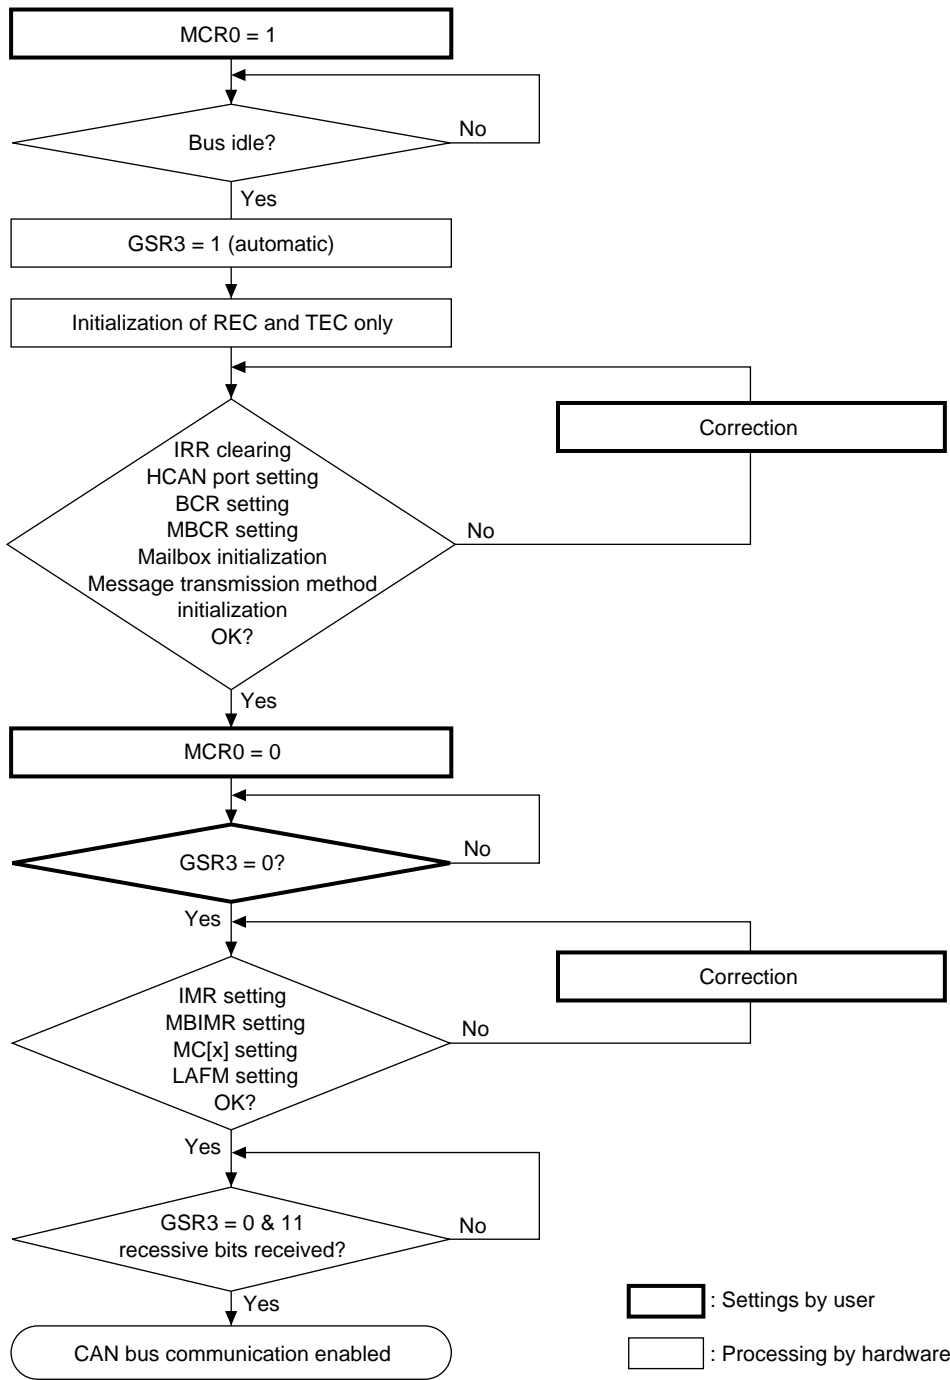 MCR0 = 1
Bus idle?
No
Yes
GSR3 = 1 (automatic)
Initialization of REC and TEC only
IRR clearing
HCAN port setting
BCR setting
MBCR setting
Mailbox initialization
Message transmission method
initialization
OK?
No
Correction
Yes
MCR0 = 0
GSR3 = 0?
No
Yes
IMR setting
MBIMR setting
MC[x] setting
LAFM setting
OK?
No
Correction
Yes
GSR3 = 0 & 11
recessive bits received?
No
Yes
CAN bus communication enabled
: Settings by user
: Processing by hardware